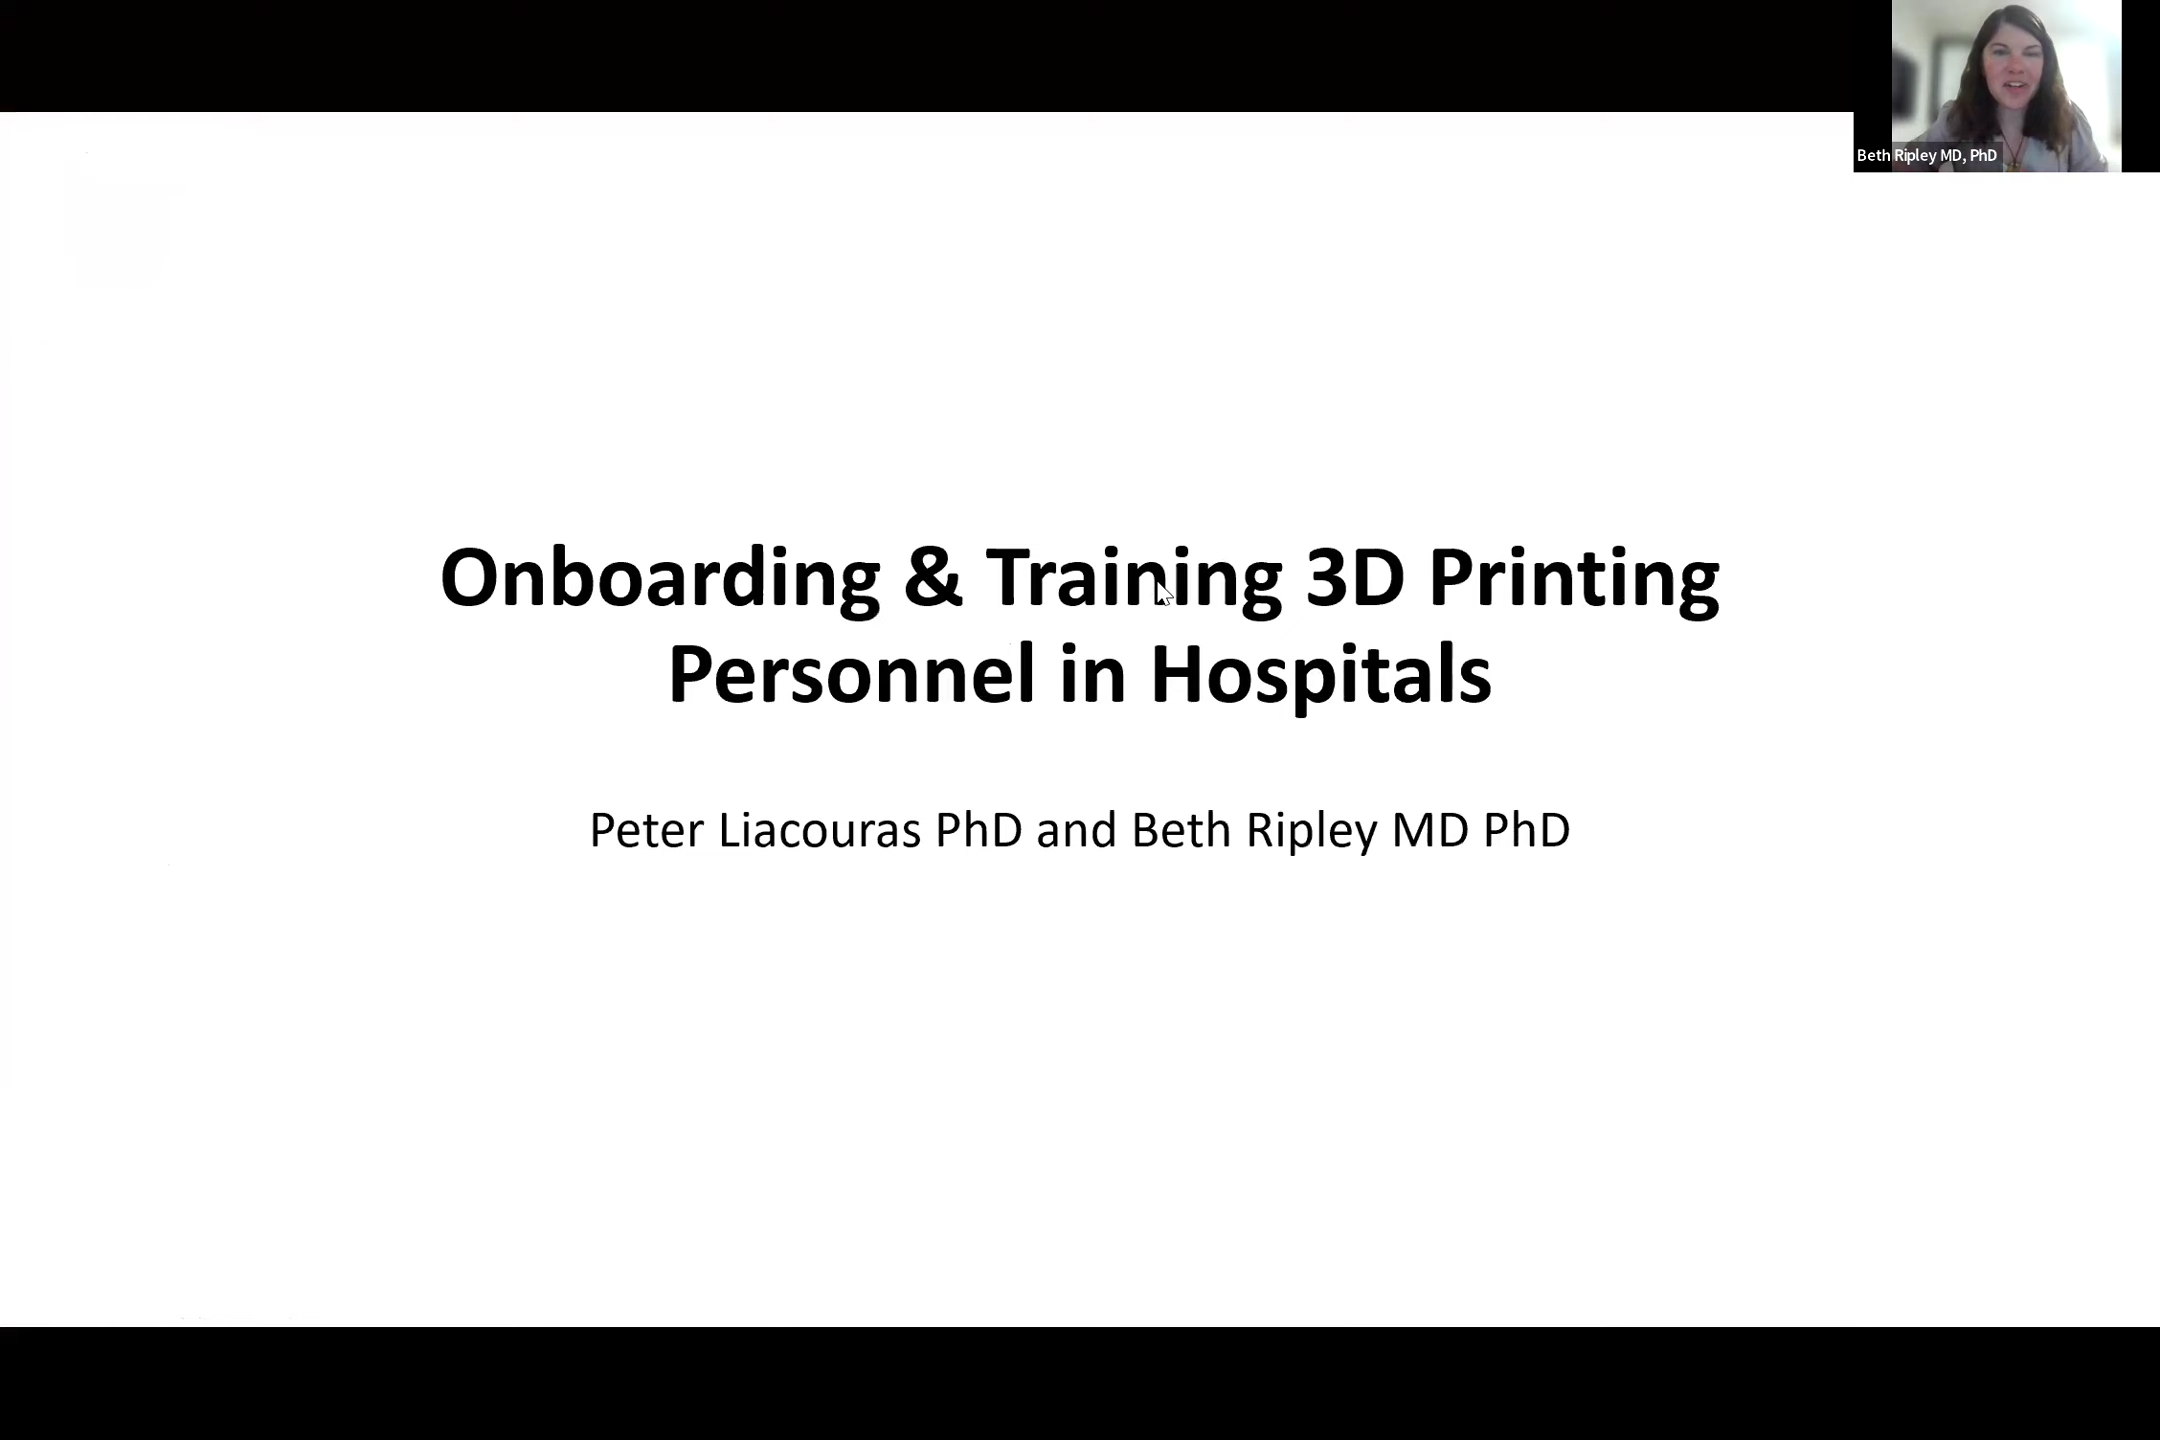 Beth Ripley MD, PhD
Onboarding & Training 3D Printing
Personnel in Hospitals
Peter Liacouras PhD and Beth Ripley MD PhD